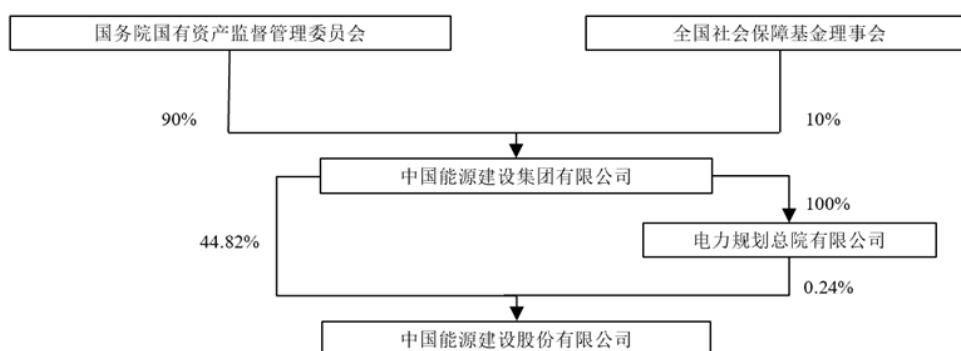 国务院国有资产监督管理委员会
全国社会保障基金理事会
90%
10%
中国能源建设集团有限公司
100%
44.82%
电力规划总院有限公司
0.24%
中国能源建设股份有限公司